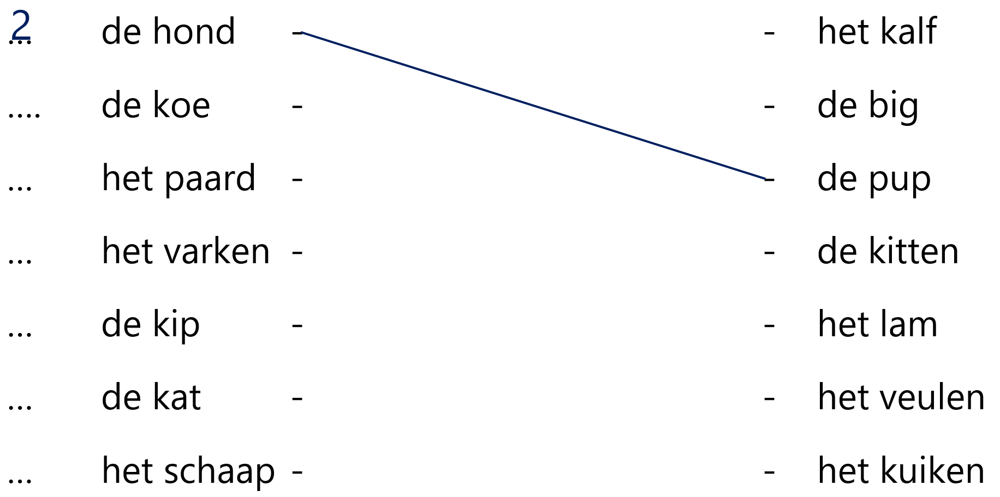 2 ... de hond - - het kalf
.... de koe - - de big
... het paard - - de pup
... het varken - - de kitten
... de kip - - het lam
... de kat - - het veulen
... het schaap - - het kuiken